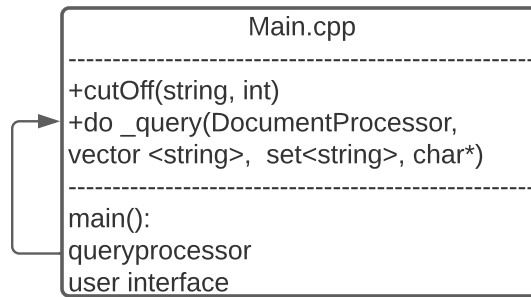 Main.cpp
+cutOff(string, int)
+do _query(DocumentProcessor,
vector <string>,  set<string>, char*)
main():
queryprocessor
user interface